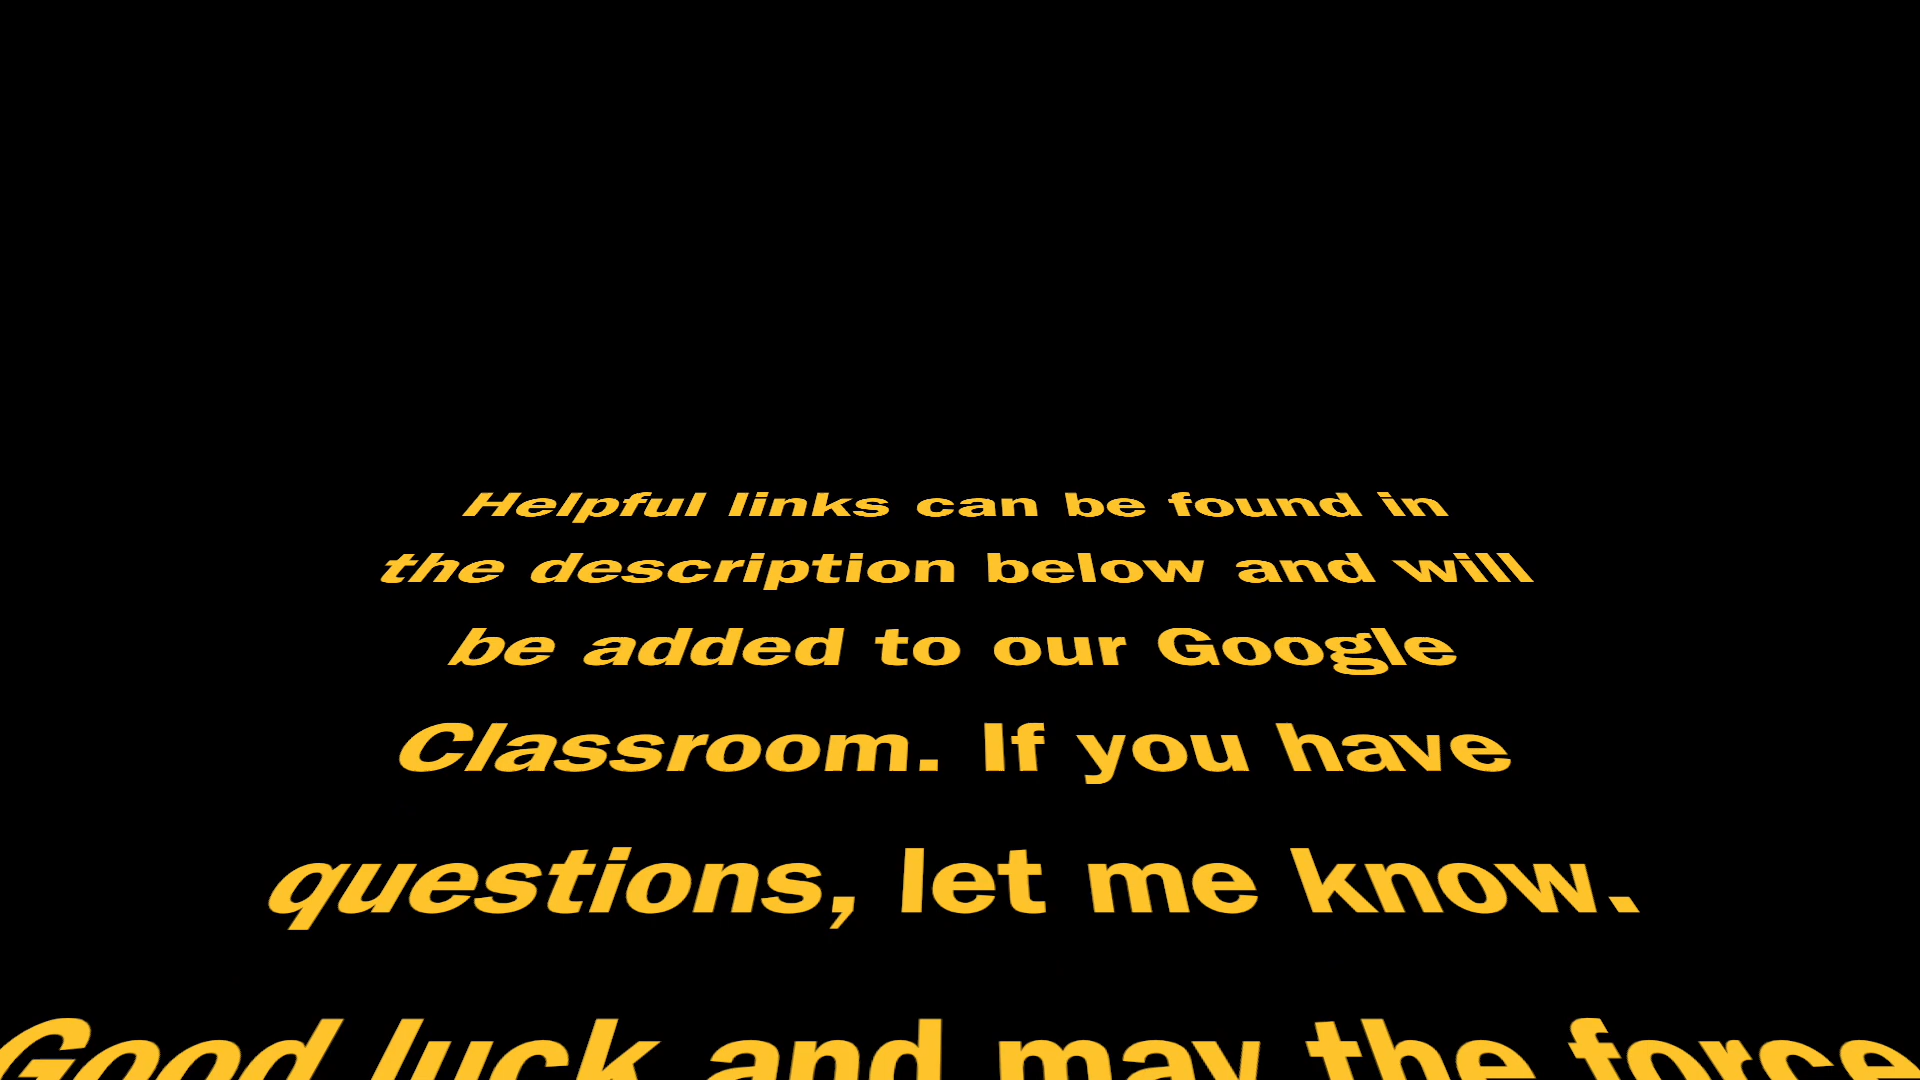 Helpful links can be found in
the description below and will
be added to our Google
Classroom. If you have
questions, let me know.
Good luck and may the force